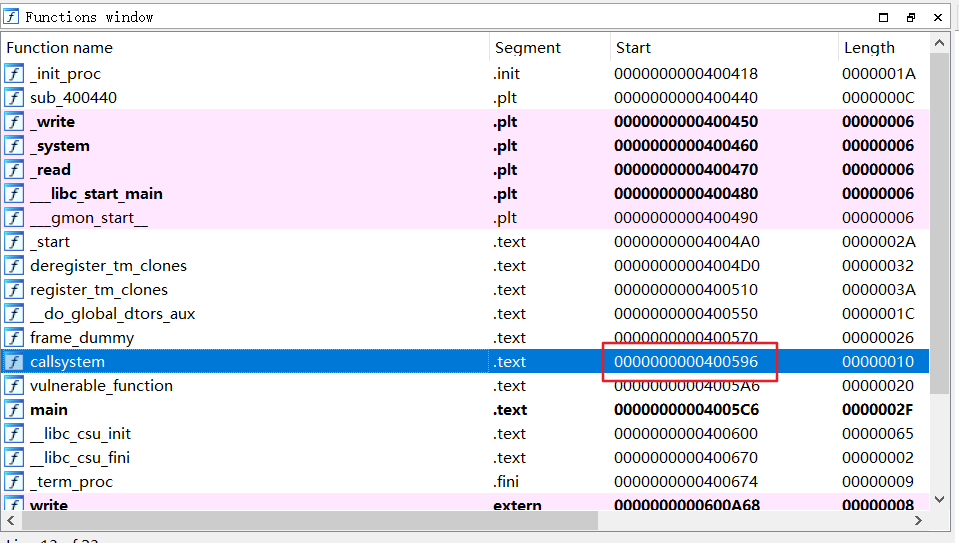 Functions window
Function name Segment Start Length
_init_proc .init 0000000000400418 0000001A
sub_400440 .plt 0000000000400440 0000000C
_write .plt 0000000000400450 00000006
_system .plt 0000000000400460 00000006
_read .plt 0000000000400470 00000006
___libc_start_main .plt 0000000000400480 00000006
___gmon_start__ .plt 0000000000400490 00000006
_start .text 00000000004004A0 0000002A
deregister_tm_clones .text 00000000004004D0 00000032
register_tm_clones .text 0000000000400510 0000003A
__do_global_dtors_aux .text 0000000000400550 0000001C
frame_dummy .text 0000000000400570 00000026
callsystem .text 0000000000400596 00000010
vulnerable_function .text 00000000004005A6 00000020
main .text 00000000004005C6 0000002F
__libc_csu_init .text 0000000000400600 00000065
__libc_csu_fini .text 0000000000400670 00000002
_term_proc .fini 0000000000400674 00000009
write extern 0000000000600A68 00000008